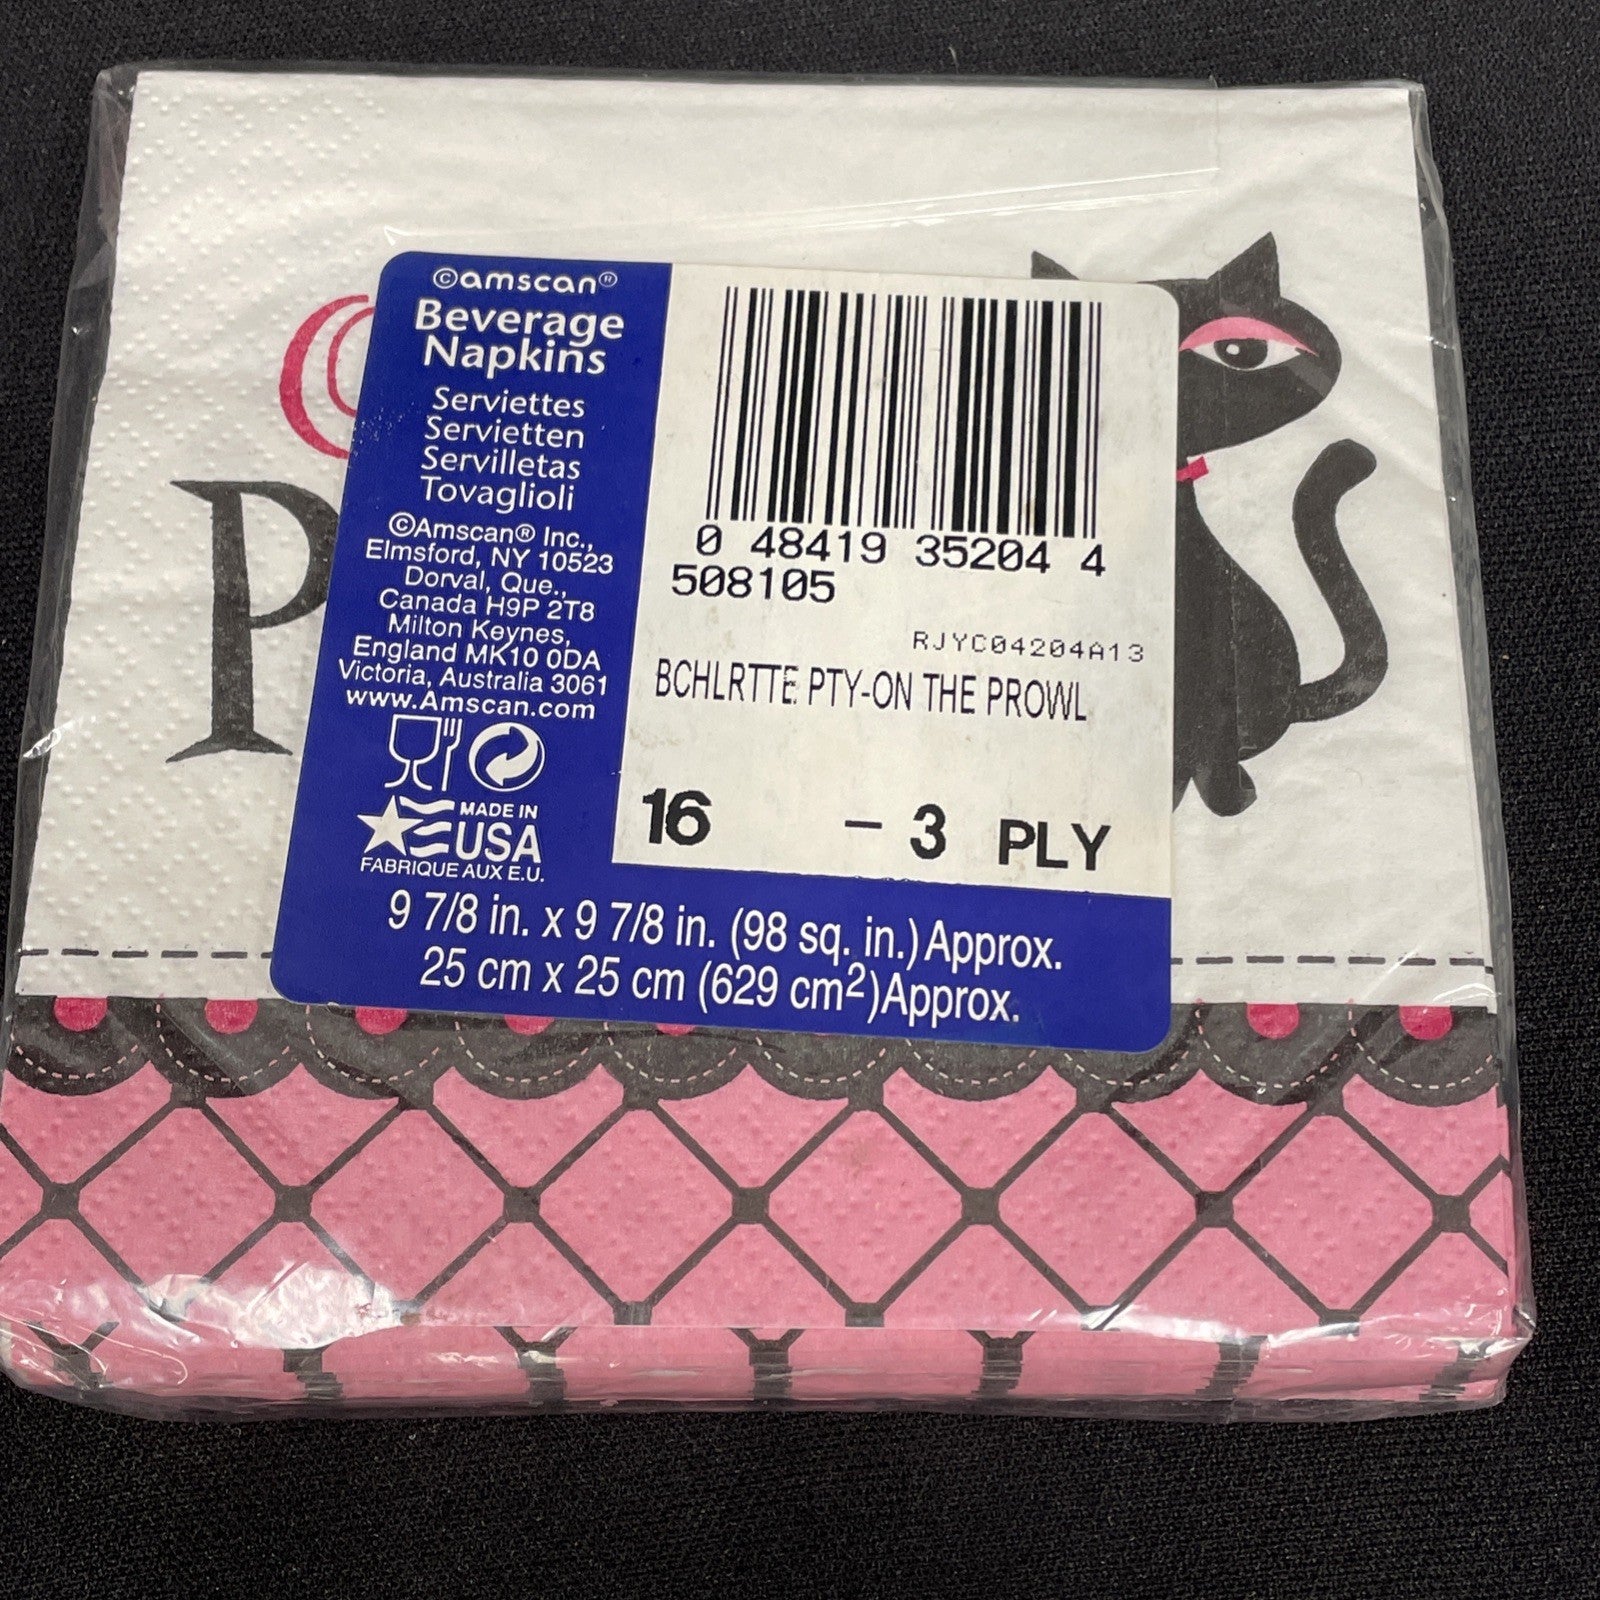 ©amscan®
Beverage
Napkins
Serviettes
Servietten
Servilletas
Tovaglioli
©Amscan® Inc.,
Elmsford, NY 10523
Dorval, Que.,
Canada H9P 2T8
Milton Keynes,
England MK10 0DA
Victoria, Australia 3061
www.Amscan.com
MADE IN
USA
FABRIQUE AUX E.U.
0 48419 35204 4
508105
RJYC04204A13
BCHLRTTE PTY-ON THE PROWL
16 - 3 PLY
9 7/8 in. x 9 7/8 in. (98 sq. in.) Approx.
25 cm x 25 cm (629 cm²)Approx.
P